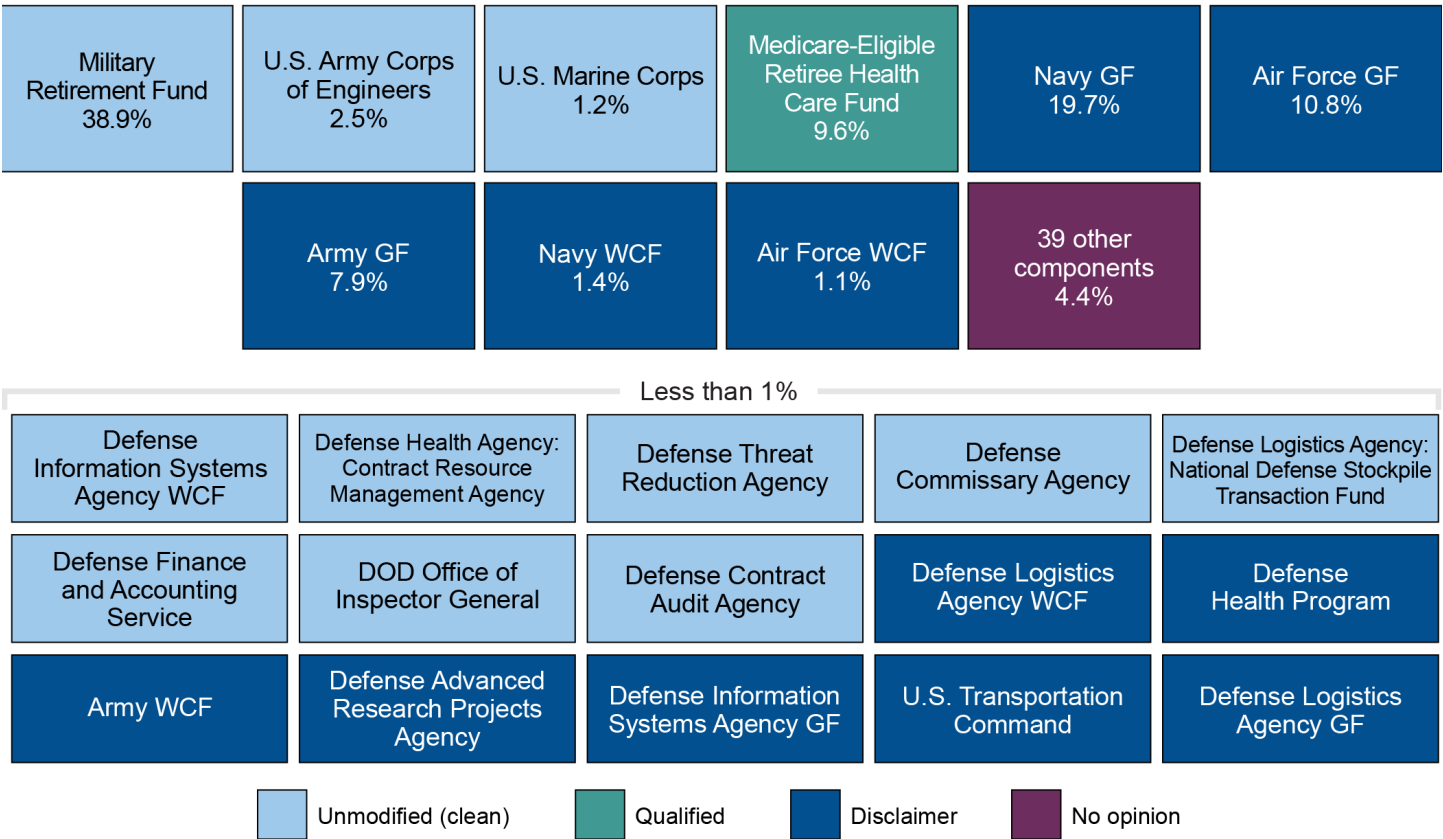 Military
Retirement Fund
38.9%
U.S. Army Corps
of Engineers
2.5%
U.S. Marine Corps
1.2%
Medicare-Eligible
Retiree Health
Care Fund
9.6%
Navy GF
19.7%
Air Force GF
10.8%
Army GF
7.9%
Navy WCF
1.4%
Air Force WCF
1.1%
39 other
components
4.4%
Less than 1%
Defense
Information Systems
Agency WCF
Defense Health Agency:
Contract Resource
Management Agency
Defense Threat
Reduction Agency
Defense
Commissary Agency
Defense Logistics Agency:
National Defense Stockpile
Transaction Fund
Defense Finance
and Accounting
Service
DOD Office of
Inspector General
Defense Contract
Audit Agency
Defense Logistics
Agency WCF
Defense
Health Program
Army WCF
Defense Advanced
Research Projects
Agency
Defense Information
Systems Agency GF
U.S. Transportation
Command
Defense Logistics
Agency GF
Unmodified (clean)
Qualified
Disclaimer
No opinion